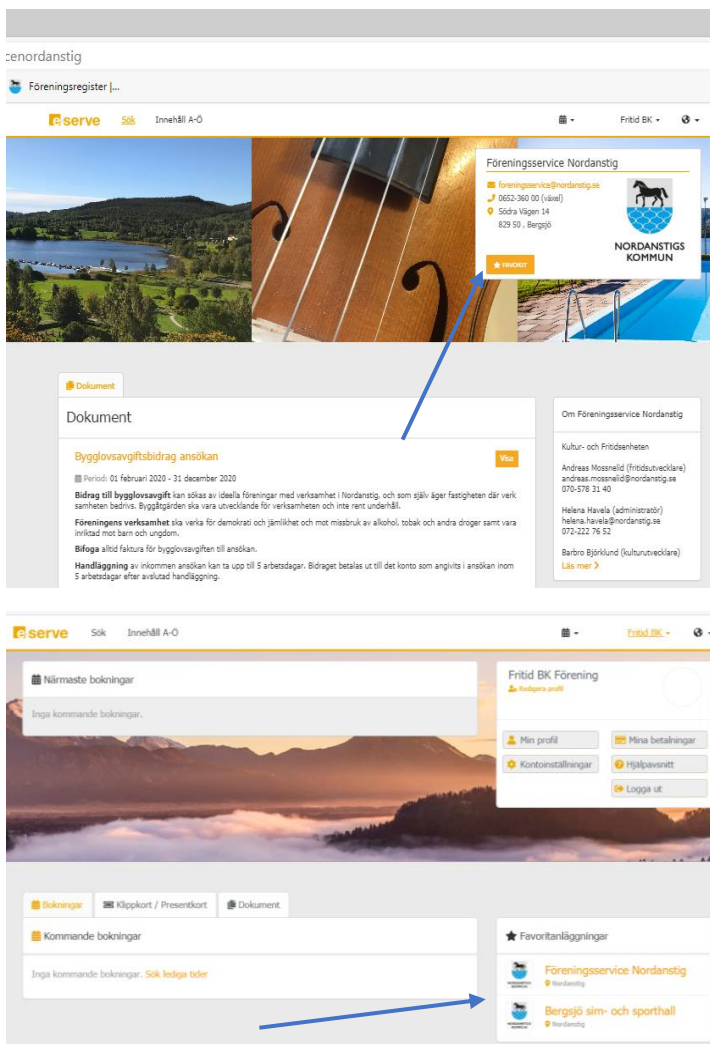 cenordanstig
Föreningsregister |...
eserve Sök Innehåll A-Ö Fritid BK
Föreningsservice Nordanstig
foreningsservice@nordanstig.se
0652-360 00 (växel)
Södra Vägen 14
829 50 , Bergsjö
NORDANSTIGS
KOMMUN
FAVORIT
Dokument
Dokument
Bygglovsavgiftsbidrag ansökan
Visa
Period: 01 februari 2020 - 31 december 2020
Bidrag till bygglovsavgift kan sökas av ideella föreningar med verksamhet i Nordanstig, och som själv äger fastigheten där verk
samheten bedrivs. Byggåtgärden ska vara utvecklande för verksamheten och inte rent underhåll.
Föreningens verksamhet ska verka för demokrati och jämlikhet och mot missbruk av alkohol, tobak och andra droger samt vara
inriktad mot barn och ungdom.
Bifoga alltid faktura för bygglovsavgiften till ansökan.
Handläggning av inkommen ansökan kan ta upp till 5 arbetsdagar. Bidraget betalas ut till det konto som angivits i ansökan inom
5 arbetsdagar efter avslutad handläggning.
Om Föreningsservice Nordanstig
Kultur- och Fritidsenheten
Andreas Mossnelid (fritidsutvecklare)
andreas.mossnelid@nordanstig.se
070-578 31 40
Helena Havela (administratör)
helena.havela@nordanstig.se
072-222 76 52
Barbro Björklund (kulturutvecklare)
Läs mer
eserve Sök Innehåll A-Ö Fritid BK
Närmaste bokningar
Inga kommande bokningar.
Fritid BK Förening
Redigera profil
Min profil Mina betalningar
Kontoinställningar Hjälpavsnitt
Logga ut
Bokningar Klippkort / Presentkort Dokument
Kommande bokningar
Inga kommande bokningar. Sök lediga tider
Favoritanläggningar
Föreningsservice Nordanstig
Nordanstig
Bergsjö sim- och sporthall
Nordanstig